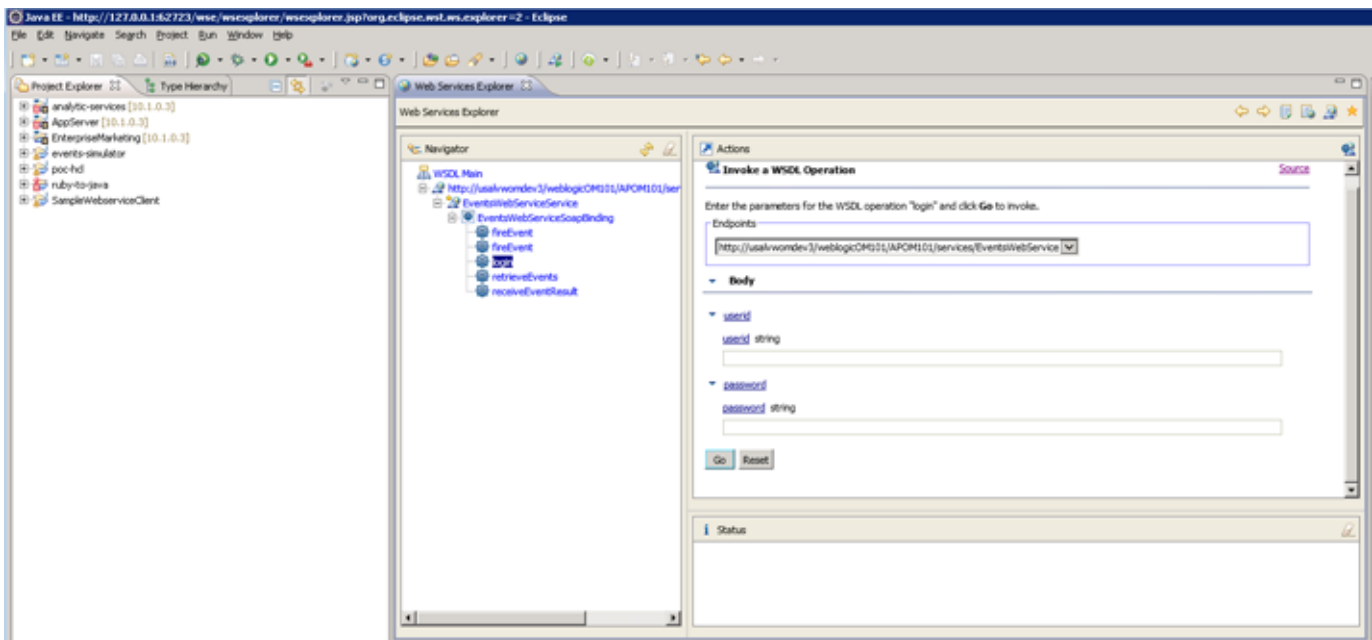 Java EE - http://127.0.0.1:62723/wse/wsexplorer/wsexplorer.jsp?org.eclipse.wst.ws.explorer=2 - Eclipse
File Edit Navigate Search Project Run Window Help
Project Explorer Type Hierarchy
analytic-services [10.1.0.3]
AppServer [10.1.0.3]
EnterpriseMarketing [10.1.0.3]
events-simulator
poc-hd
ruby-to-java
SampleWebserviceClient
Web Services Explorer
Web Services Explorer
Navigator
WSDL Main
http://usalvwomdev3/weblogicOM101/APOM101/ser
EventsWebServiceService
EventsWebServiceSoapBinding
fireEvent
fireEvent
login
retrieveEvents
receiveEventResult
Actions
Invoke a WSDL Operation Source
Enter the parameters for the WSDL operation "login" and click Go to invoke.
Endpoints
http://usalvwomdev3/weblogicOM101/APOM101/services/EventsWebService
Body
userid
userid string
password
password string
Go Reset
Status